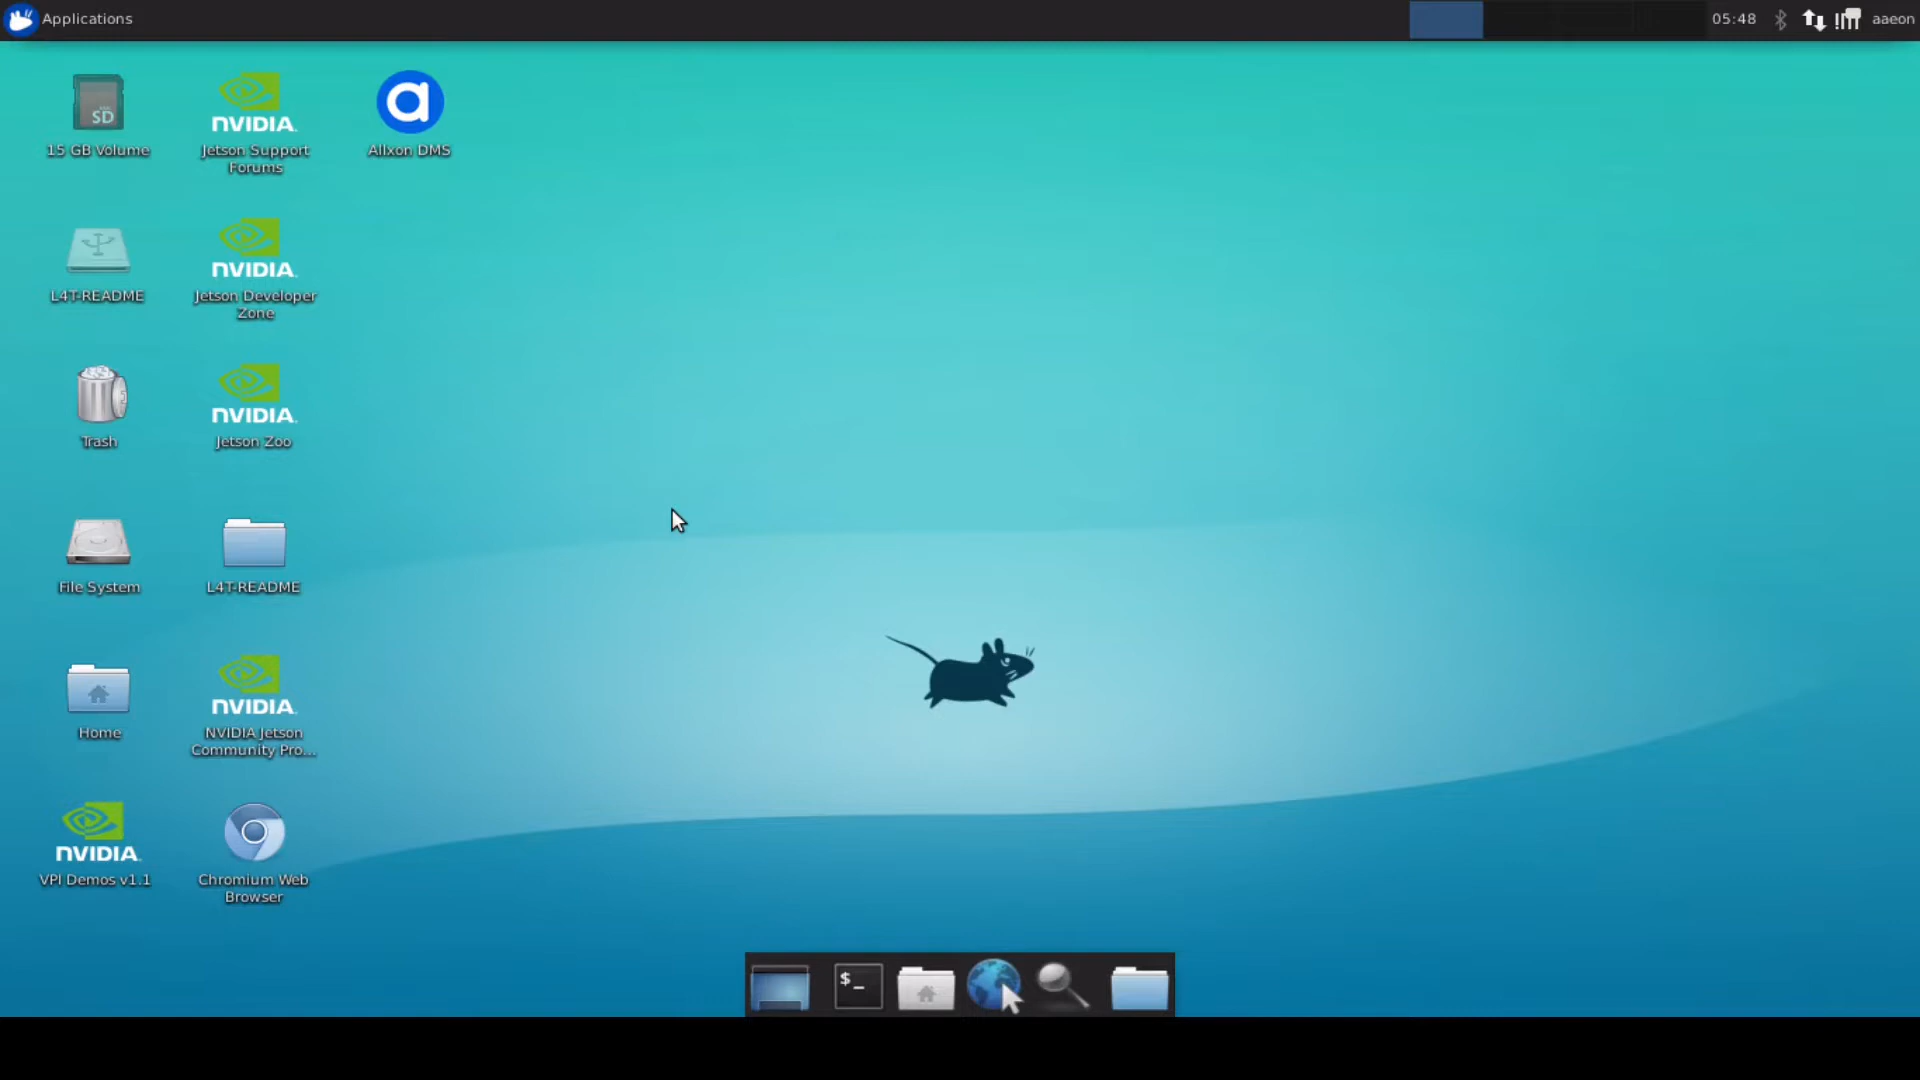 Applications
05:48
aaeon
SD
15 GB Volume
NVIDIA.
Jetson Support
Forums
a
Allxon DMS
L4T-README
NVIDIA.
Jetson Developer
Zone
Trash
NVIDIA.
Jetson Zoo
File System
L4T-README
Home
NVIDIA.
NVIDIA Jetson
Community Pro...
NVIDIA.
VPI Demos v1.1
Chromium Web
Browser
$_